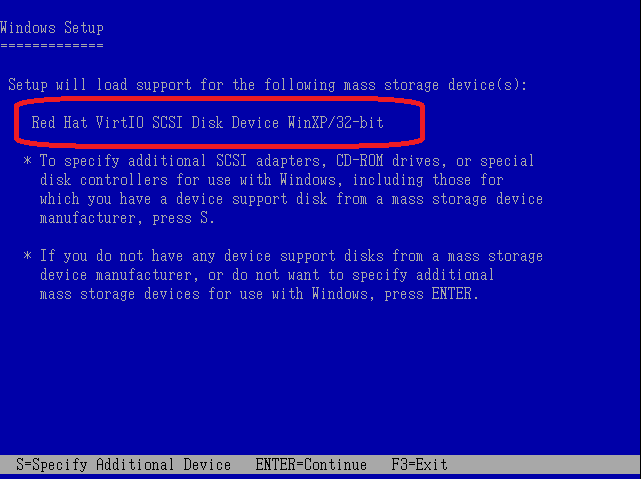 Windows Setup
=============
Setup will load support for the following mass storage device(s):
Red Hat VirtIO SCSI Disk Device WinXP/32-bit
* To specify additional SCSI adapters, CD-ROM drives, or special
disk controllers for use with Windows, including those for
which you have a device support disk from a mass storage device
manufacturer, press S.
* If you do not have any device support disks from a mass storage
device manufacturer, or do not want to specify additional
mass storage devices for use with Windows, press ENTER.
S=Specify Additional Device   ENTER=Continue   F3=Exit